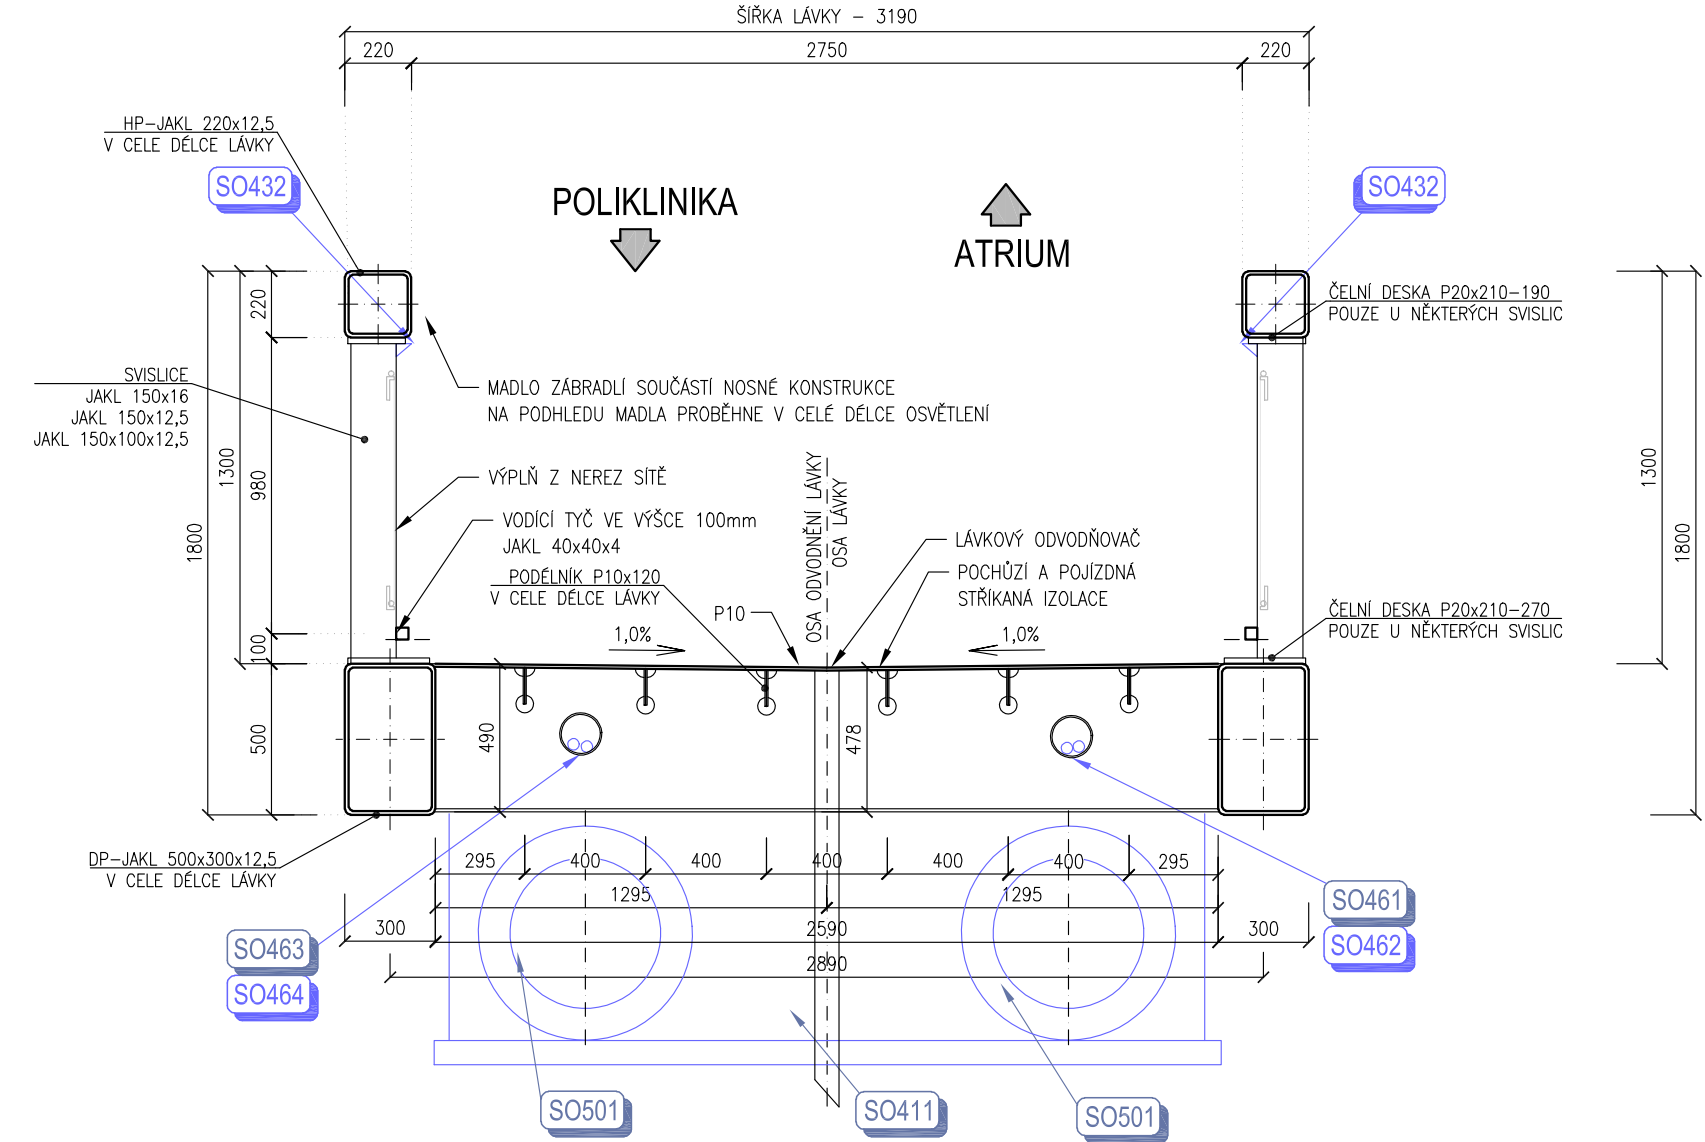 ŠÍŘKA LÁVKY – 3190
220
2750
220
HP–JAKL 220x12,5
V CELE DÉLCE LÁVKY
SO432
SO432
POLIKLINIKA
ATRIUM
ČELNÍ DESKA P20x210–190
POUZE U NĚKTERÝCH SVISLIC
220
SVISLICE
JAKL 150x16
JAKL 150x12,5
JAKL 150x100x12,5
MADLO ZÁBRADLÍ SOUČÁSTÍ NOSNÉ KONSTRUKCE
NA PODHLEDU MADLA PROBĚHNE V CELÉ DÉLCE OSVĚTLENÍ
1300
980
1800
1300
1800
VÝPLŇ Z NEREZ SÍTĚ
VODÍCÍ TYČ VE VÝŠCE 100mm
JAKL 40x40x4
OSA ODVODNĚNÍ LÁVKY
OSA LÁVKY
LÁVKOVÝ ODVODŇOVAČ
PODÉLNÍK P10x120
V CELE DÉLCE LÁVKY
POCHŮZÍ A POJÍZDNÁ
STŘÍKANÁ IZOLACE
P10
ČELNÍ DESKA P20x210–270
POUZE U NĚKTERÝCH SVISLIC
1,0%
1,0%
100
500
490
478
DP–JAKL 500x300x12,5
V CELE DÉLCE LÁVKY
295
400
400
400
400
400
295
1295
1295
300
2590
300
2890
SO463
SO464
SO461
SO462
SO501
SO411
SO501